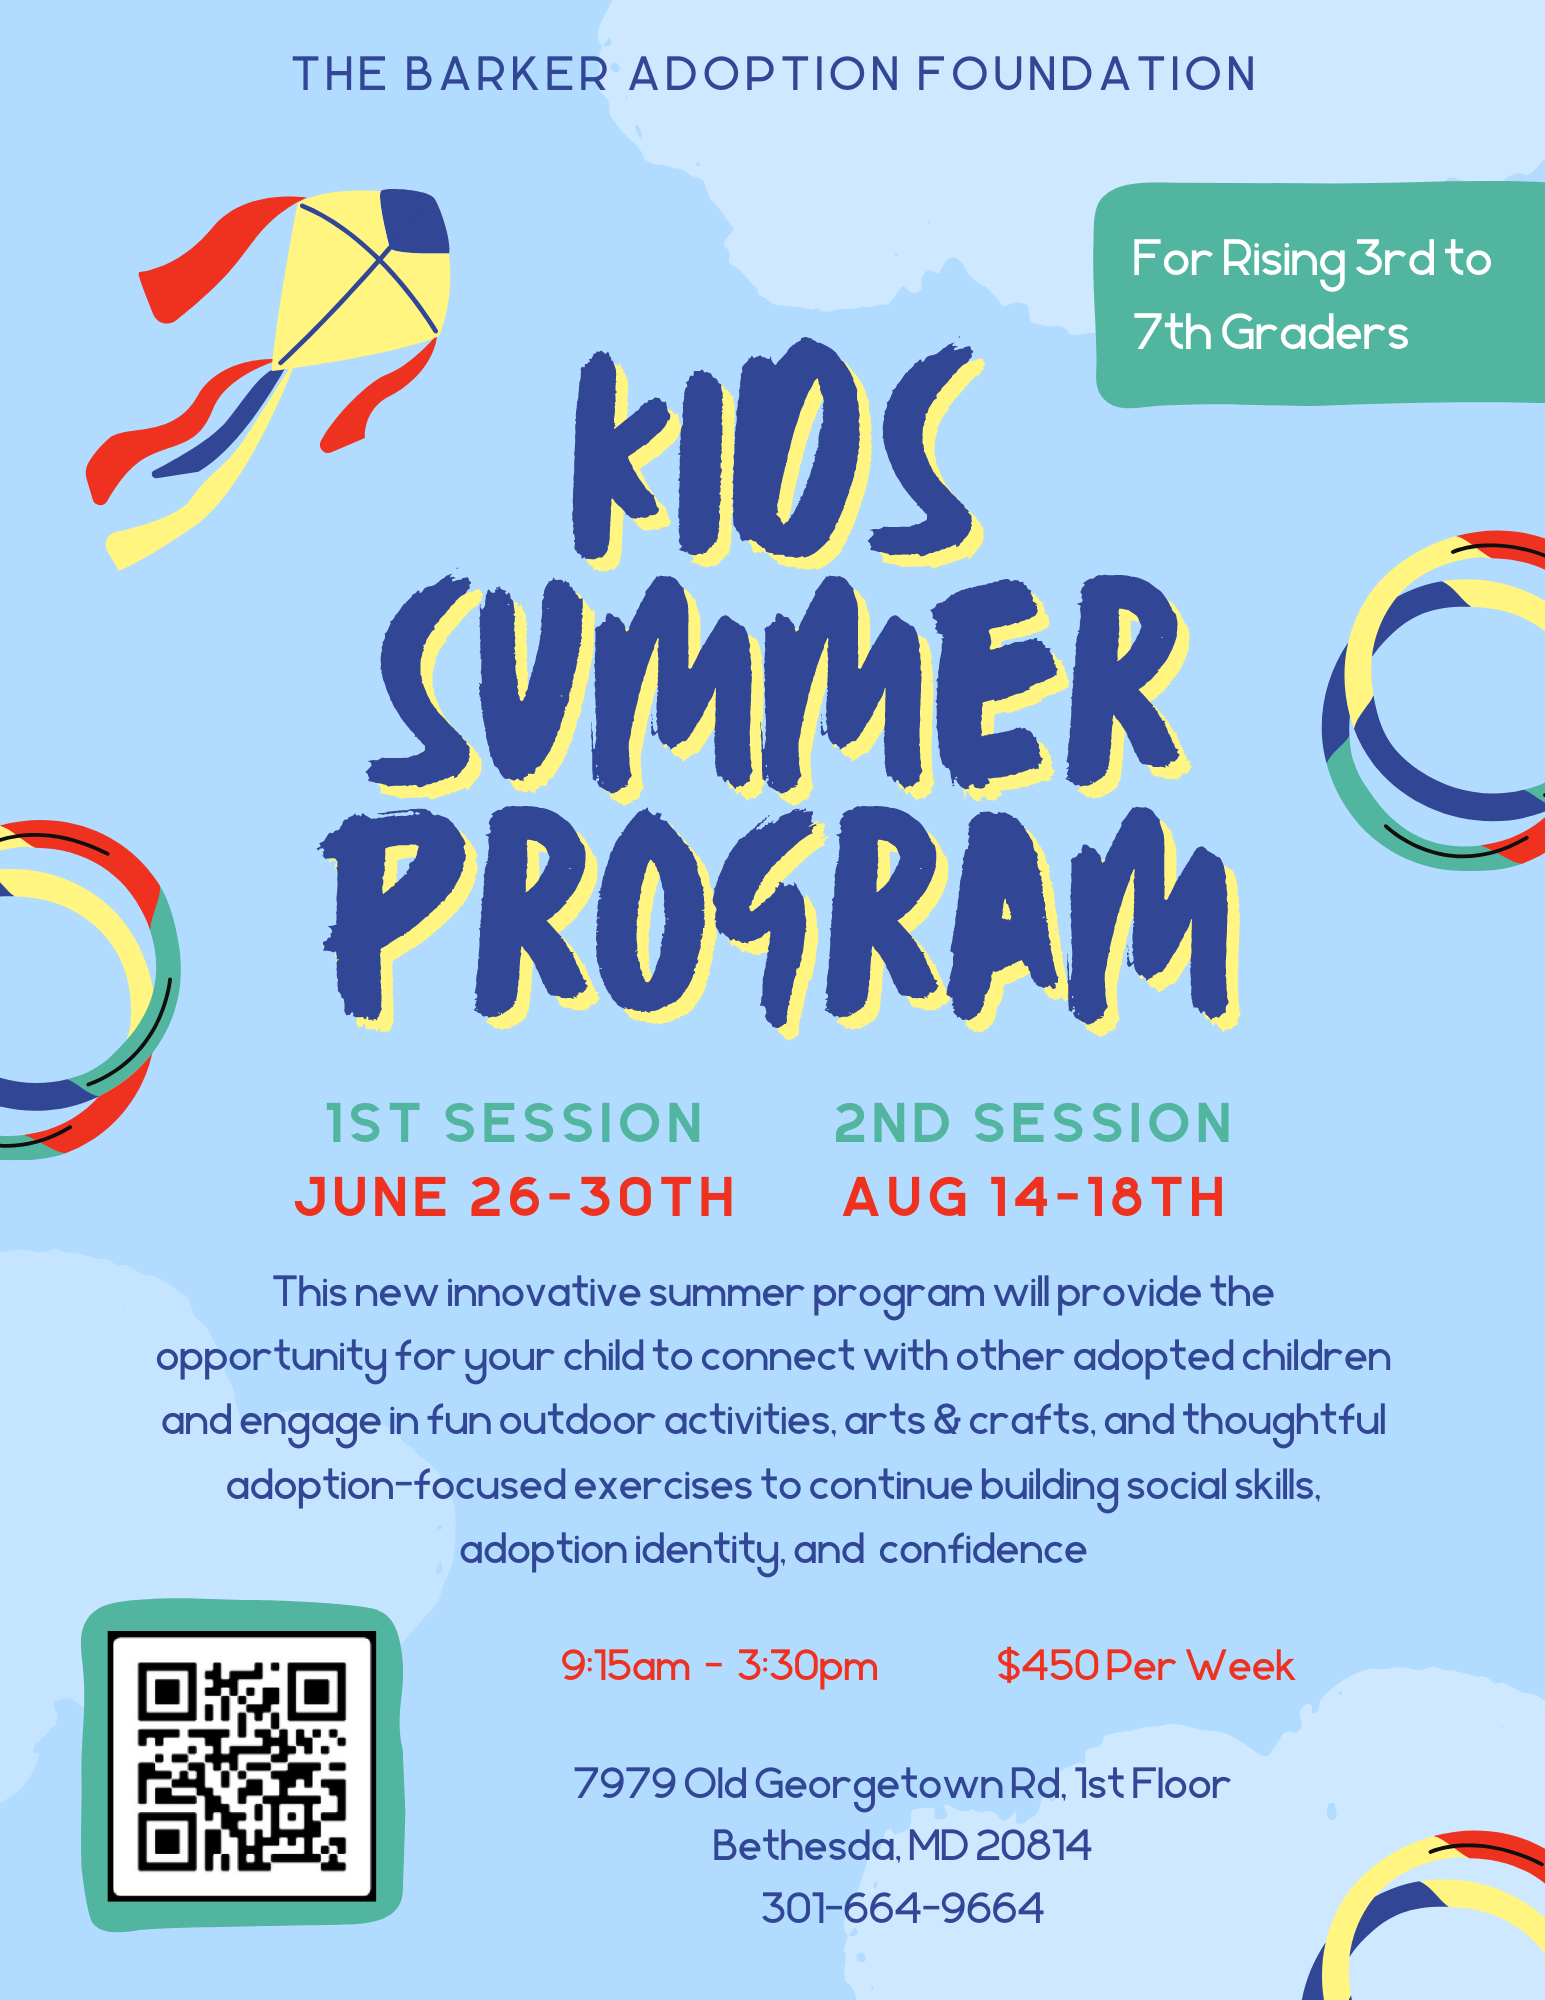 THE BARKER ADOPTION FOUNDATION
For Rising 3rd to
7th Graders
KIDS
SUMMER
PROGRAM
1ST SESSION 2ND SESSION
JUNE 26-30TH AUG 14-18TH
This new innovative summer program will provide the
opportunity for your child to connect with other adopted children
and engage in fun outdoor activities, arts & crafts, and thoughtful
adoption-focused exercises to continue building social skills,
adoption identity, and confidence
9:15am - 3:30pm $450 Per Week
7979 Old Georgetown Rd, 1st Floor
Bethesda, MD 20814
301-664-9664